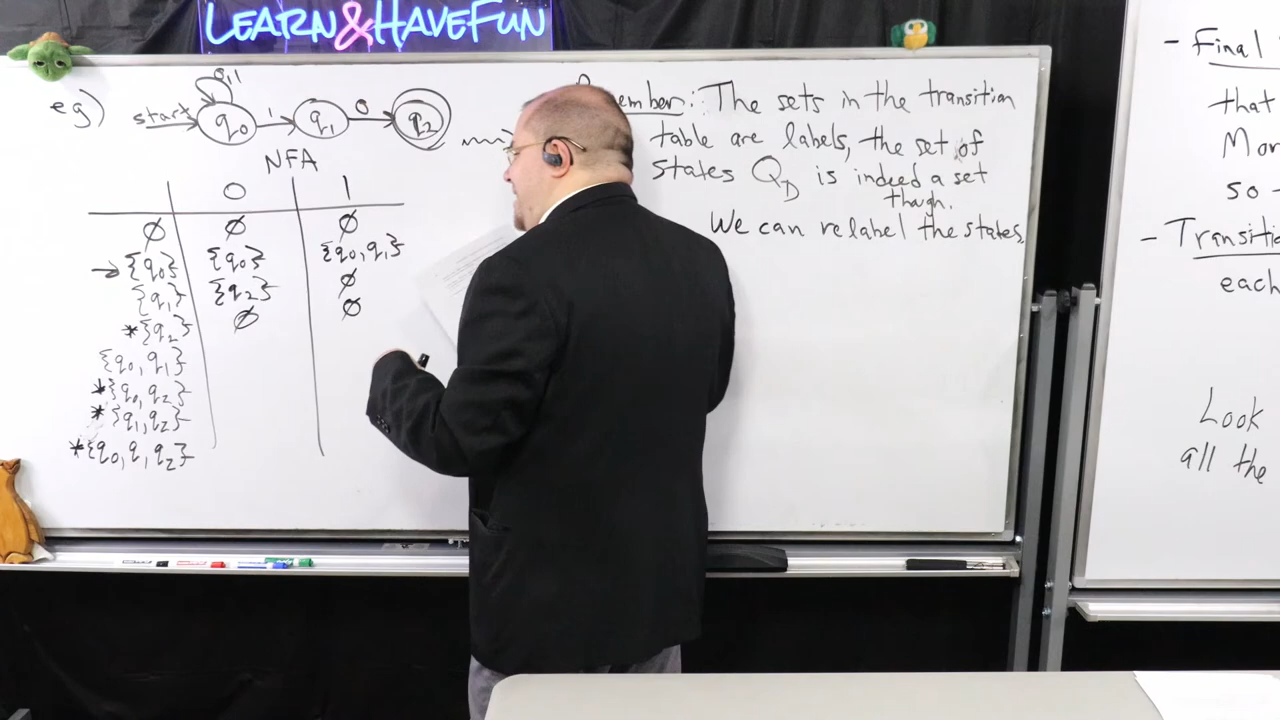 LEARN&HAVEFUN
eg)
0,1
start
q0
1
q1
0
q2
NFA
0 1
∅ ∅ ∅
→{q0} {q0} {q0,q1}
{q1} {q2} ∅
*{q2} ∅ ∅
{q0,q1}
*{q0,q2}
*{q1,q2}
*{q0,q1,q2}
The sets in the transition
table are labels, the set of
states QD is indeed a set
though.
We can relabel the states.
- Final
that
Mor
so
- Transiti
each
Look
all the